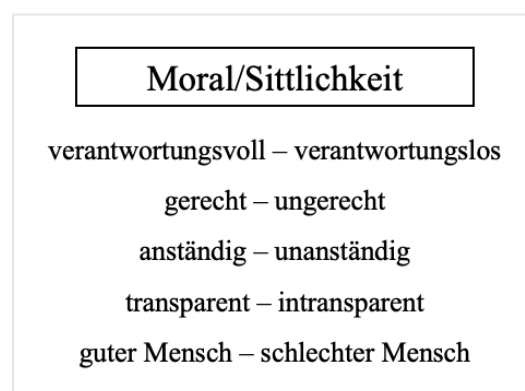 Moral/Sittlichkeit
verantwortungsvoll – verantwortungslos
gerecht – ungerecht
anständig – unanständig
transparent – intransparent
guter Mensch – schlechter Mensch